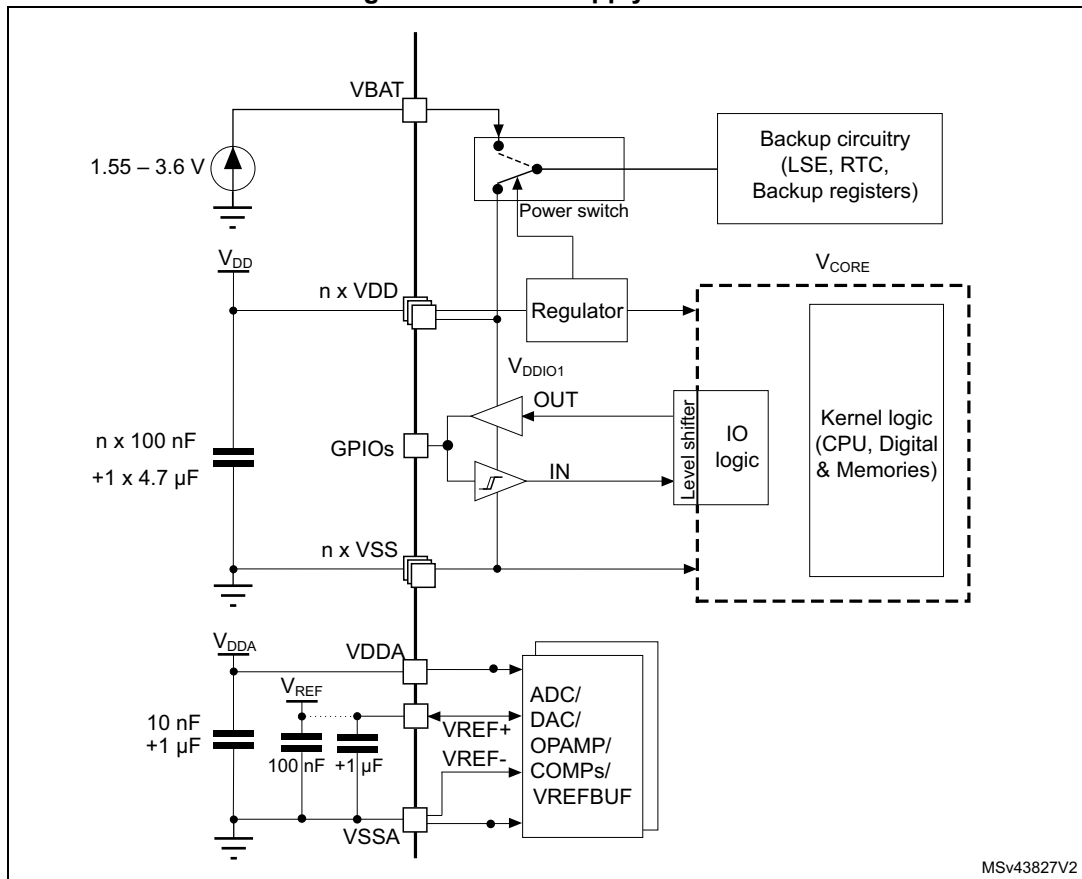 VBAT
1.55 – 3.6 V
Power switch
Backup circuitry
(LSE, RTC,
Backup registers)
VDD
n x VDD
Regulator
VCORE
VDDIO1
OUT
n x 100 nF
+1 x 4.7 µF
GPIOs
IN
Level shifter
IO
logic
Kernel logic
(CPU, Digital
& Memories)
n x VSS
VDDA
VDDA
VREF
10 nF
+1 µF
100 nF
+1 µF
VREF+
VREF-
ADC/
DAC/
OPAMP/
COMPs/
VREFBUF
VSSA
MSv43827V2